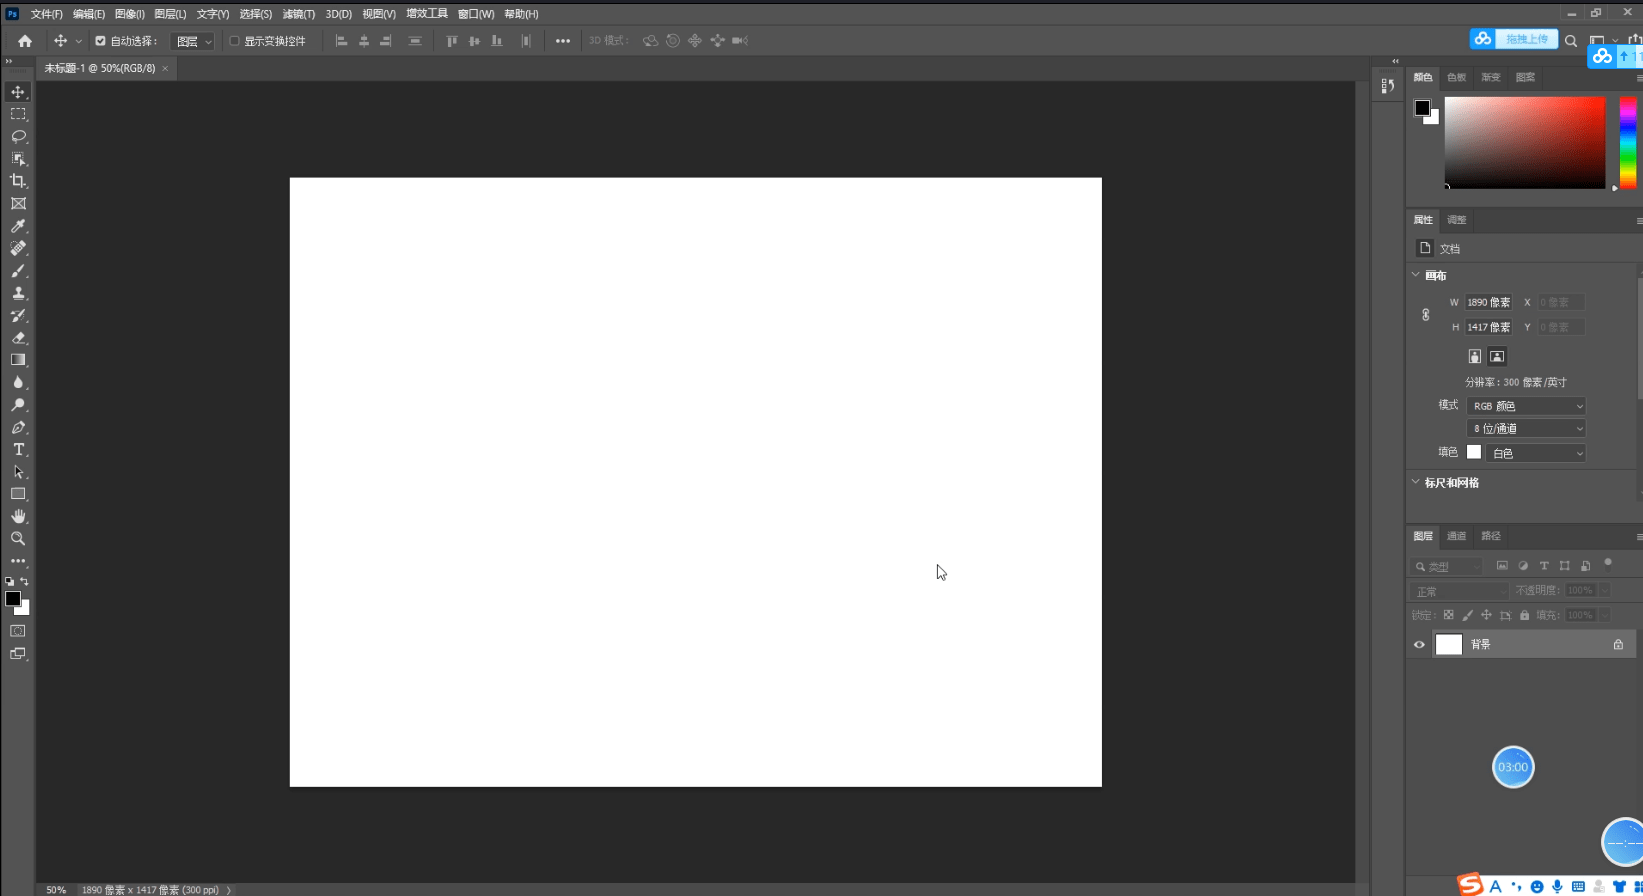 Ps 文件(F) 编辑(E) 图像(I) 图层(L) 文字(Y) 选择(S) 滤镜(T) 3D(D) 视图(V) 增效工具 窗口(W) 帮助(H)
自动选择: 图层 显示变换控件 3D 模式: 拖拽上传
未标题-1 @ 50%(RGB/8) ×
颜色 色板 渐变 图案
属性 调整
文档
画布
W 1890 像素 X 0 像素
H 1417 像素 Y 0 像素
分辨率: 300 像素/英寸
模式 RGB 颜色
8 位/通道
填色 白色
标尺和网格
图层 通道 路径
类型
正常 不透明度: 100%
锁定: 填充: 100%
背景
03:00
50% 1890 像素 x 1417 像素 (300 ppi)